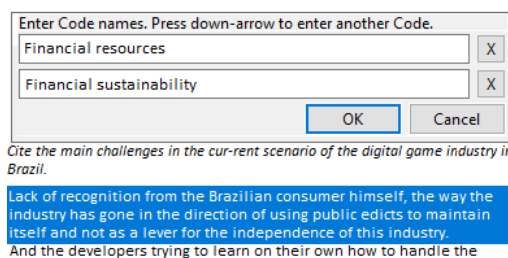 Enter Code names. Press down-arrow to enter another Code.
Financial resources
X
Financial sustainability
X
OK
Cancel
Cite the main challenges in the cur-rent scenario of the digital game industry in
Brazil.
Lack of recognition from the Brazilian consumer himself, the way the
industry has gone in the direction of using public edicts to maintain
itself and not as a lever for the independence of this industry.
And the developers trying to learn on their own how to handle the